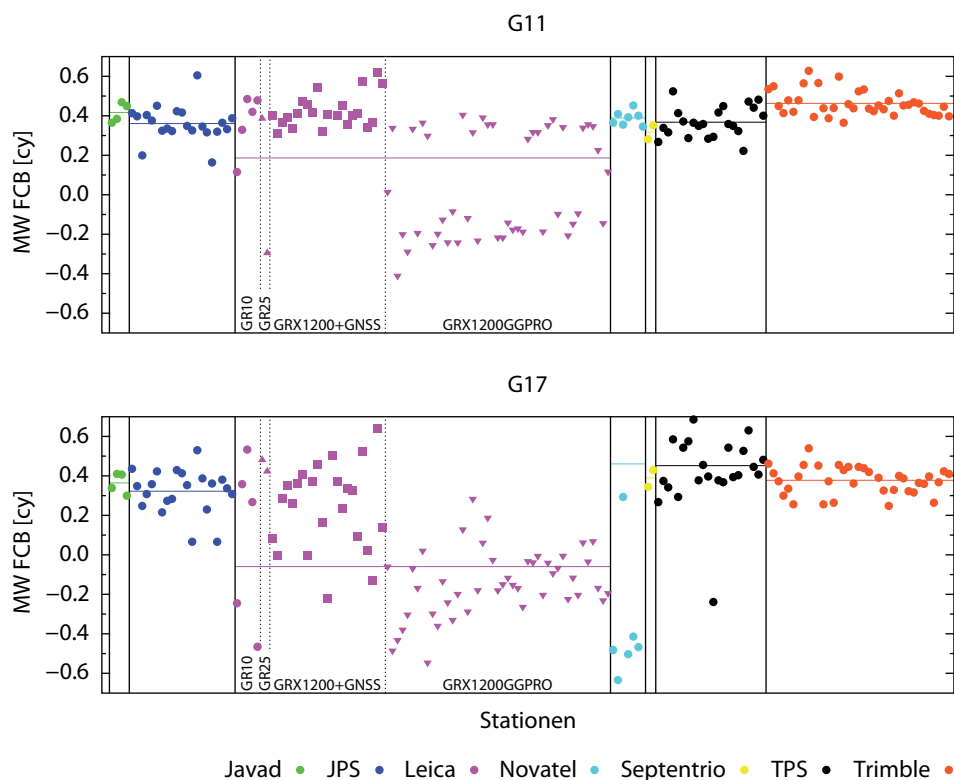 G11
MW FCB [cy]
0.6
0.4
0.2
0.0
−0.2
−0.4
−0.6
GR10
GR25
GRX1200+GNSS
GRX1200GGPRO
G17
MW FCB [cy]
0.6
0.4
0.2
0.0
−0.2
−0.4
−0.6
GR10
GR25
GRX1200+GNSS
GRX1200GGPRO
Stationen
Javad JPS Leica Novatel Septentrio TPS Trimble